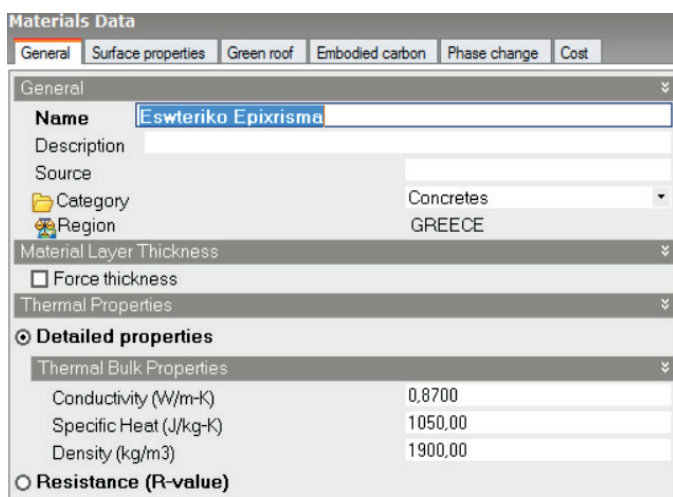 Materials Data
General Surface properties Green roof Embodied carbon Phase change Cost
General
Name Eswteriko Epixrisma
Description
Source
Category Concretes
Region GREECE
Material Layer Thickness
Force thickness
Thermal Properties
Detailed properties
Thermal Bulk Properties
Conductivity (W/m-K) 0,8700
Specific Heat (J/kg-K) 1050,00
Density (kg/m3) 1900,00
Resistance (R-value)